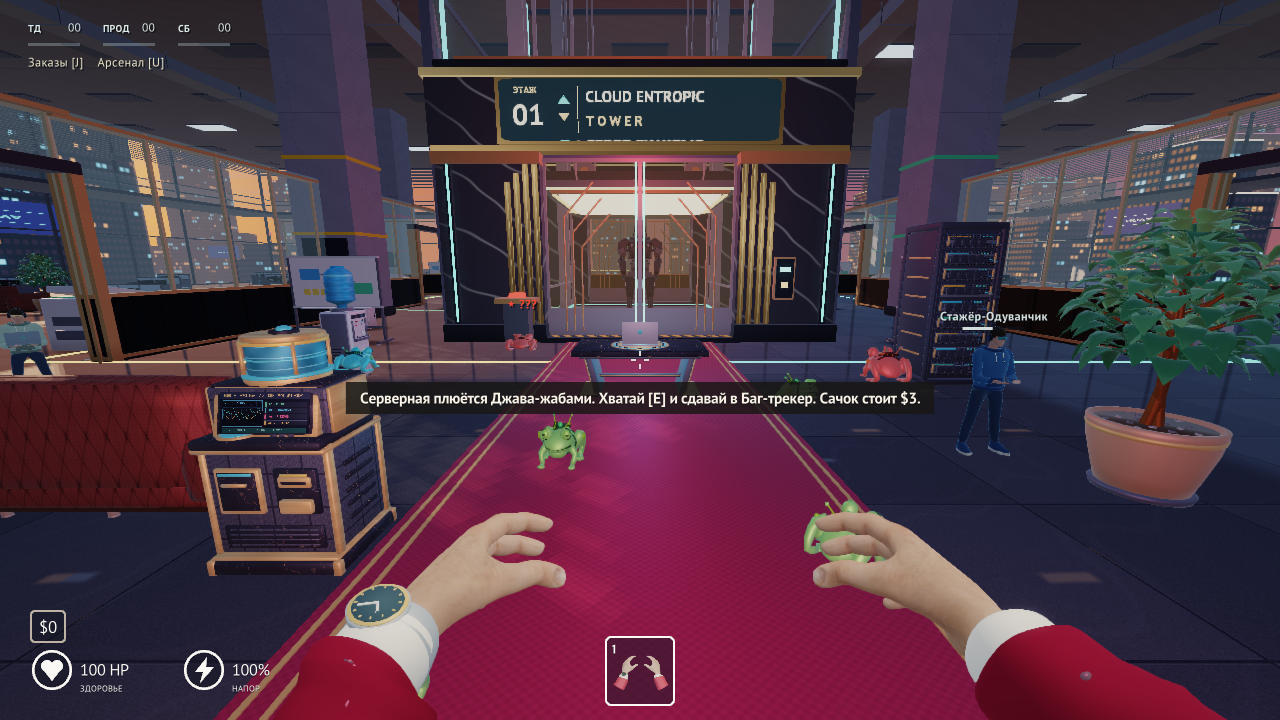 ТД 00 ПРОД 00 СБ 00
Заказы [J] Арсенал [U]
ЭТАЖ
01
CLOUD ENTROPIC
TOWER
???
Стажёр-Одуванчик
Серверная плюётся Джава-жабами. Хватай [E] и сдавай в Баг-трекер. Сачок стоит $3.
$0
100 HP
ЗДОРОВЬЕ
100%
НАПОР
1